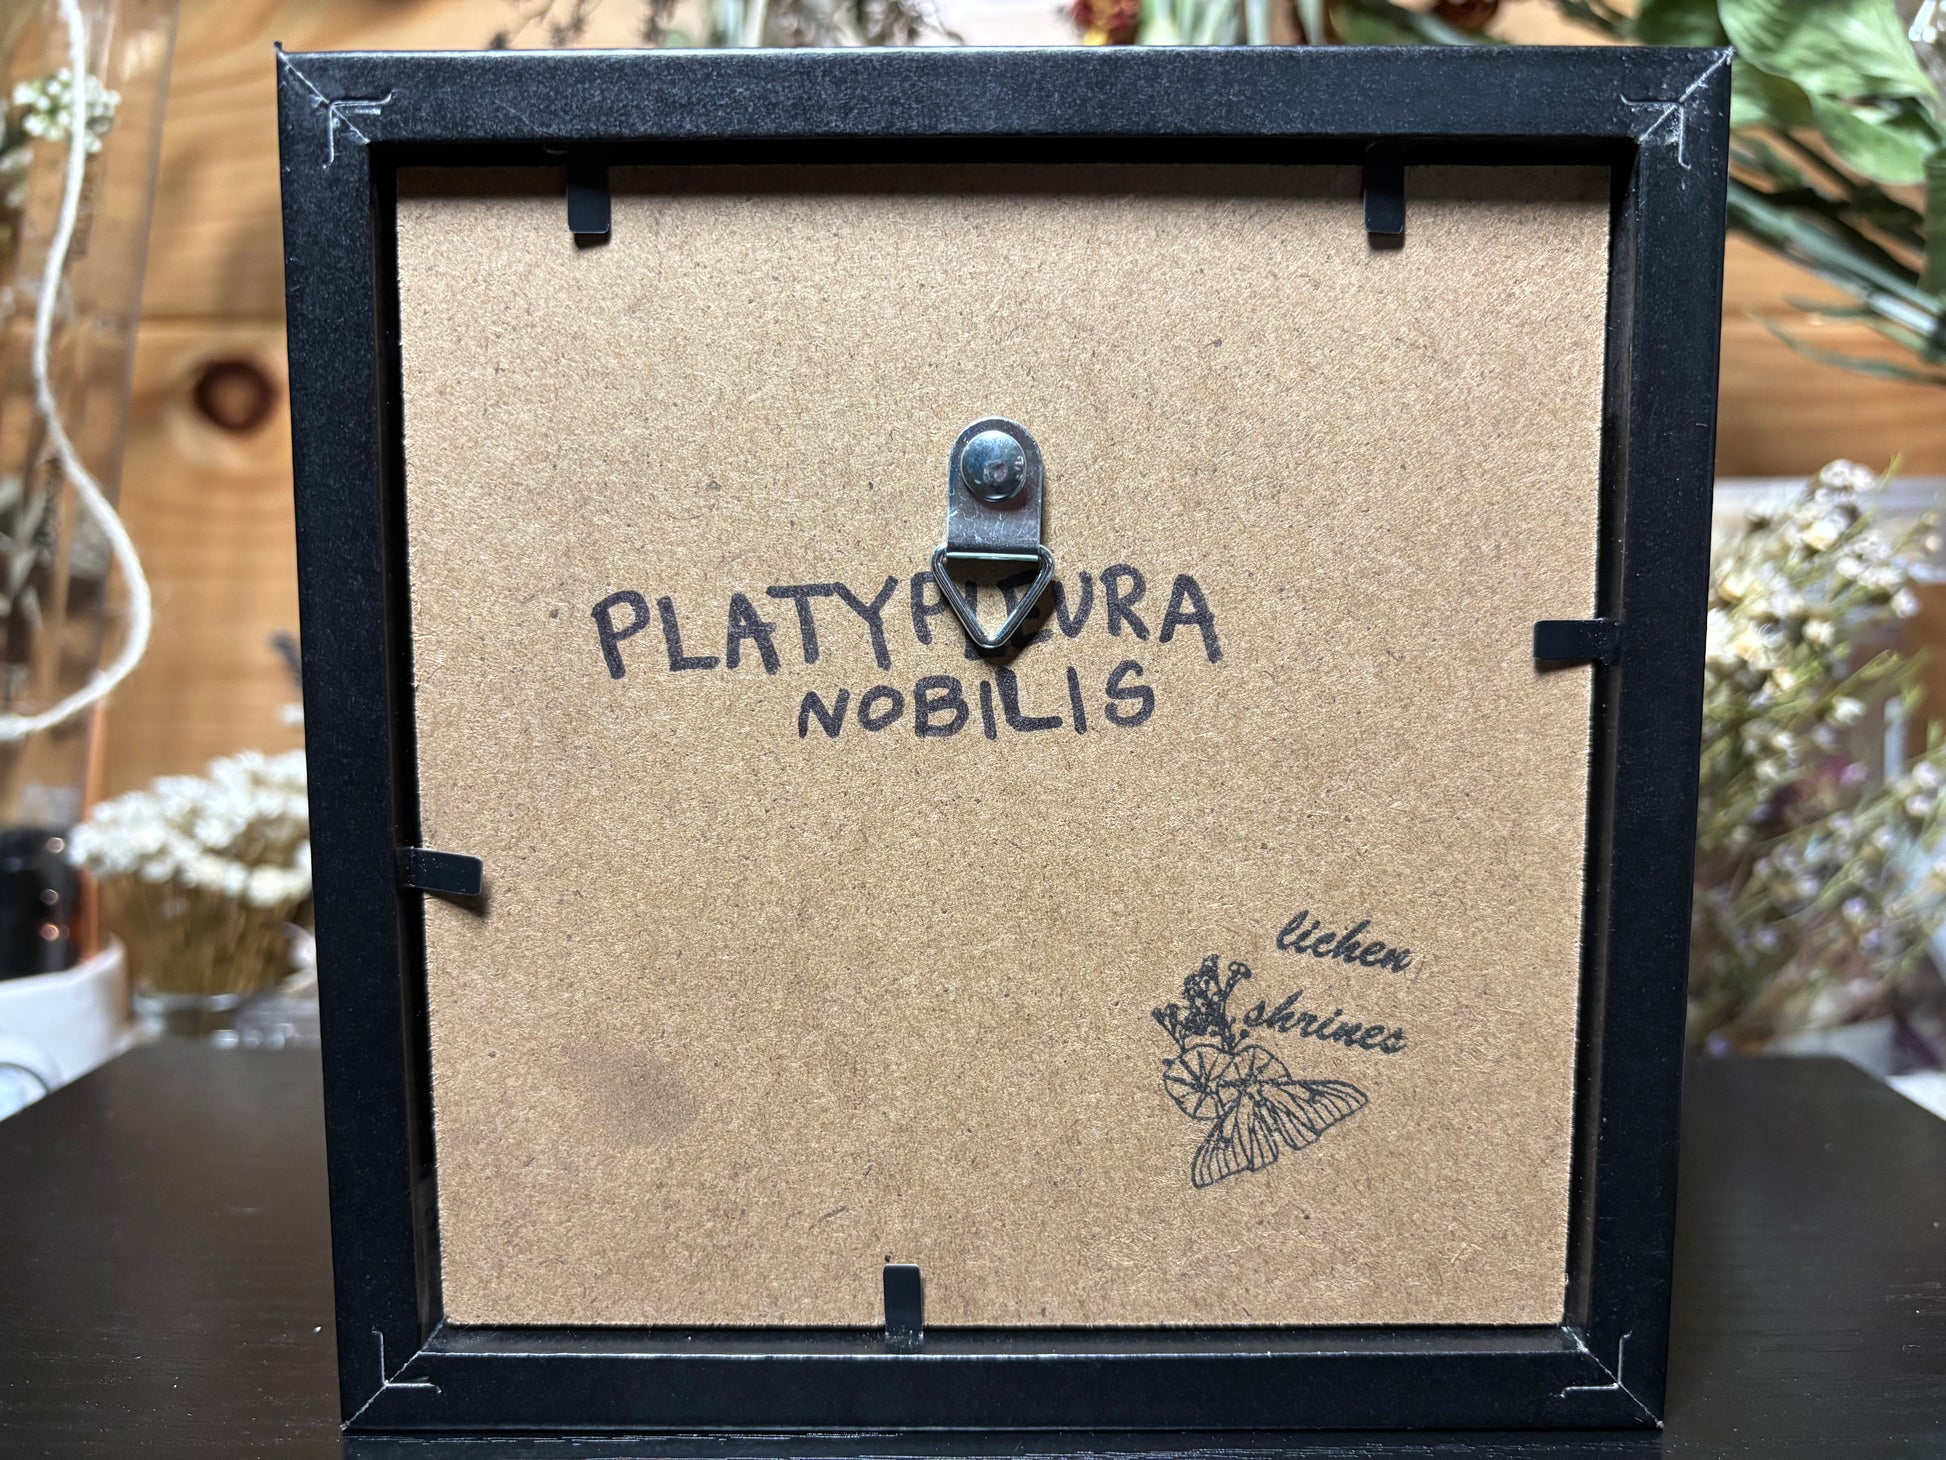 PLATYPLEURA
NOBILIS
lichen
shrines